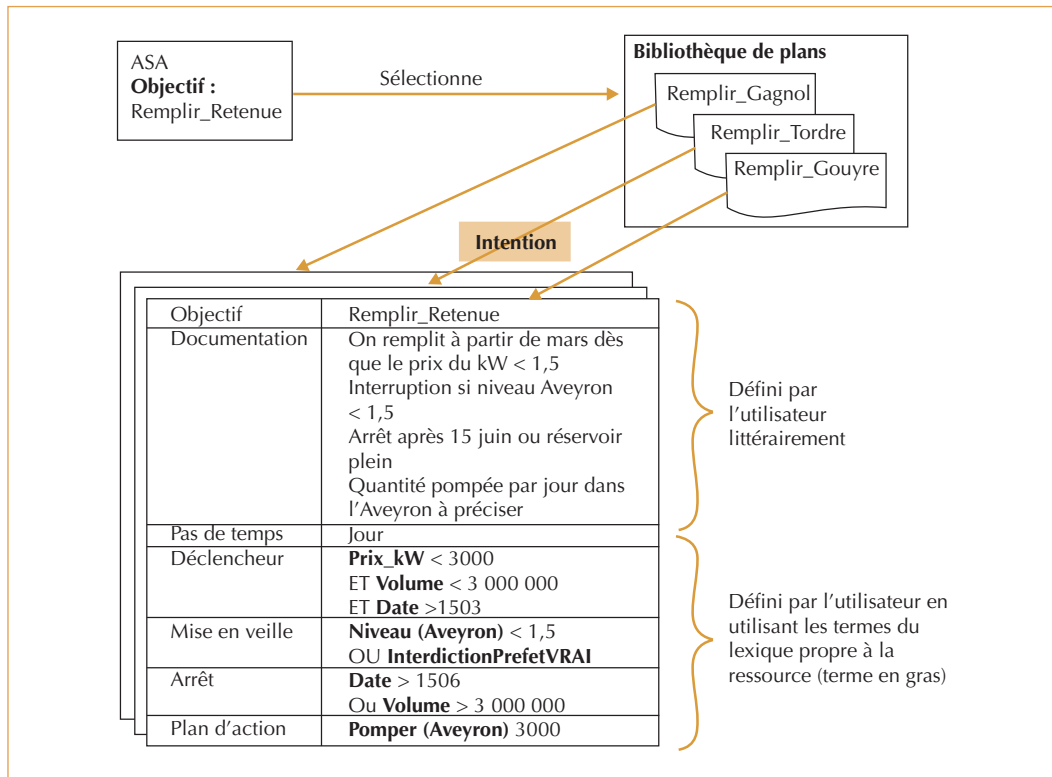 ASA
Objectif :
Remplir_Retenue
Sélectionne
Bibliothèque de plans
Remplir_Gagnol
Remplir_Tordre
Remplir_Gouyre
Intention
Objectif Remplir_Retenue
Documentation On remplit à partir de mars dès
que le prix du kW < 1,5
Interruption si niveau Aveyron
< 1,5
Arrêt après 15 juin ou réservoir
plein
Quantité pompée par jour dans
l'Aveyron à préciser
Pas de temps Jour
Déclencheur Prix_kW < 3000
ET Volume < 3 000 000
ET Date >1503
Mise en veille Niveau (Aveyron) < 1,5
OU InterdictionPrefetVRAI
Arrêt Date > 1506
Ou Volume > 3 000 000
Plan d'action Pomper (Aveyron) 3000
Défini par
l'utilisateur
littérairement
Défini par l'utilisateur en
utilisant les termes du
lexique propre à la
ressource (terme en gras)